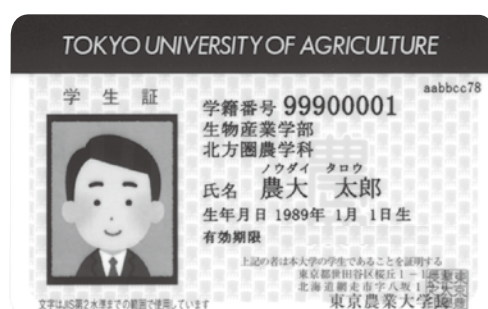 TOKYO UNIVERSITY OF AGRICULTURE
aabbcc78
学 生 証
学籍番号 99900001
生物産業学部
北方圏農学科
ノウダイ タロウ
氏名 農大 太郎
生年月日 1989年 1月 1日生
有効期限
上記の者は本大学の学生であることを証明する
東京都世田谷区桜丘1－1
北海道網走市字八坂1
東京農業大学
文字はJIS第2水準までの範囲で使用しています